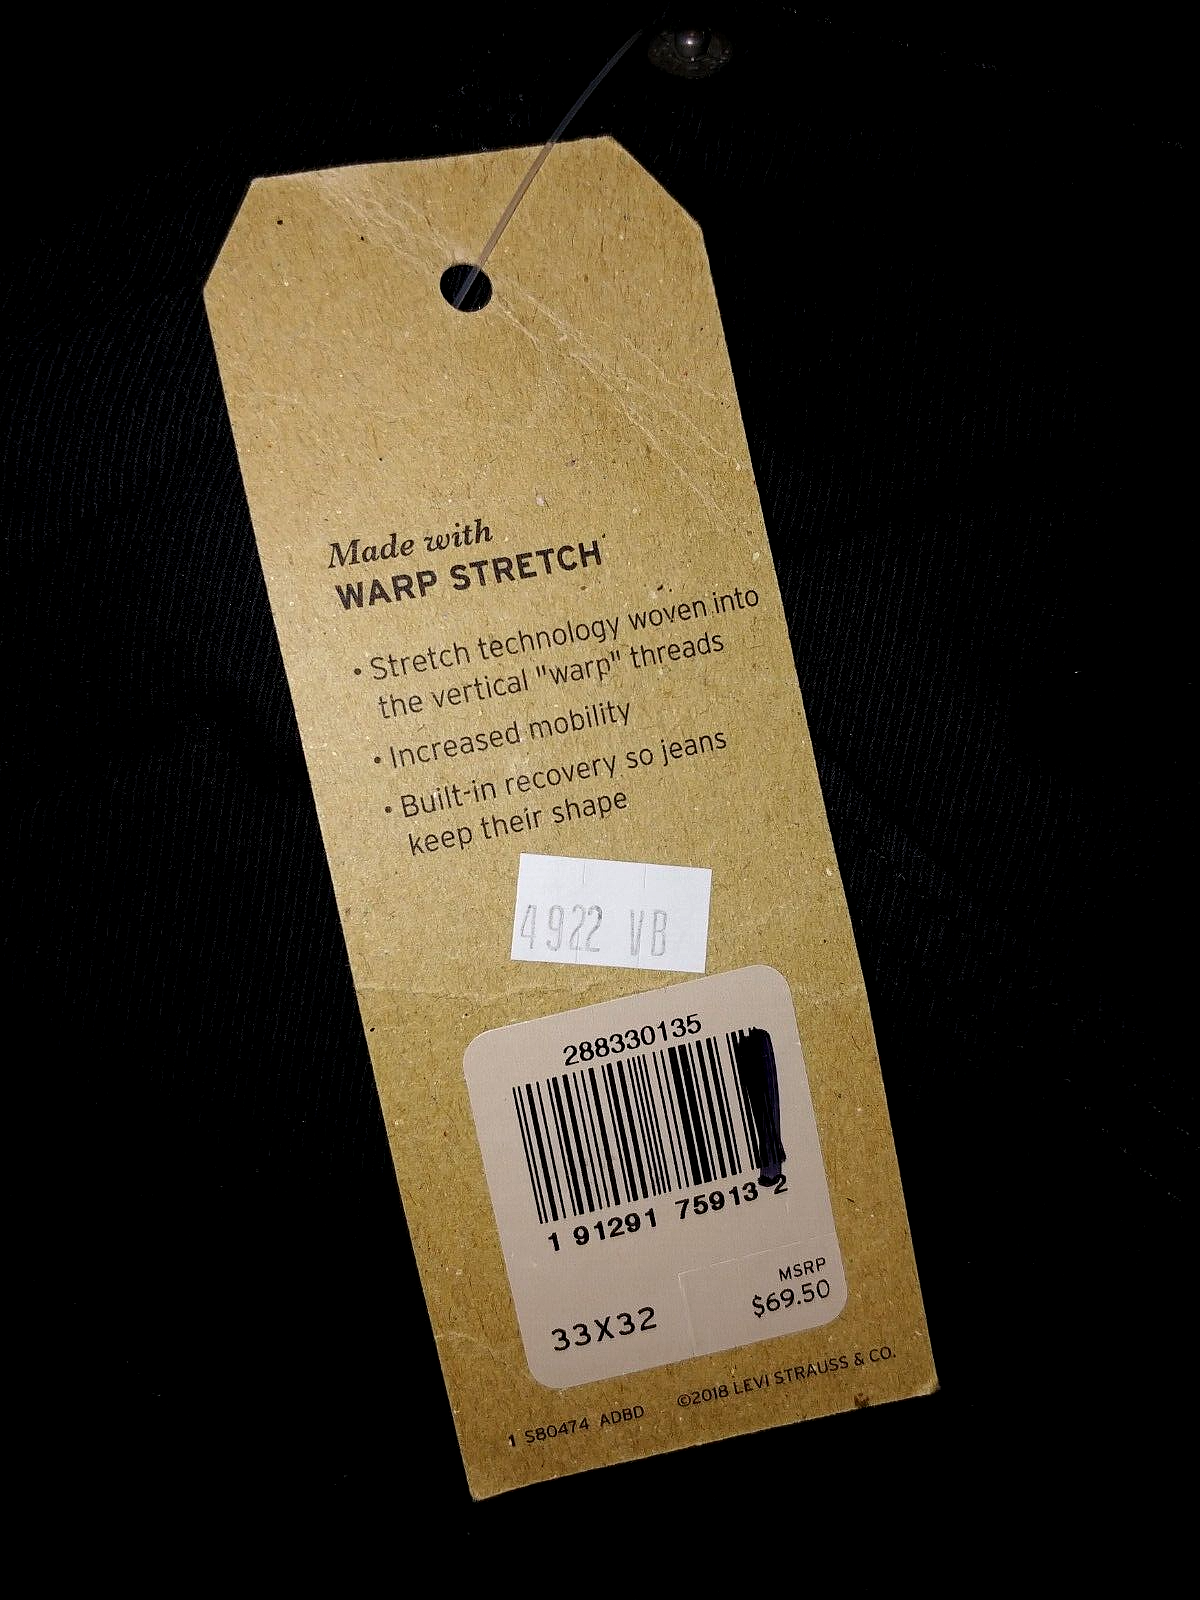 Made with
WARP STRETCH
• Stretch technology woven into
the vertical "warp" threads
• Increased mobility
• Built-in recovery so jeans
keep their shape
4922 VB
288330135
1 91291 75913 2
MSRP
$69.50
33X32
©2018 LEVI STRAUSS & CO.
1 S80474 ADBD